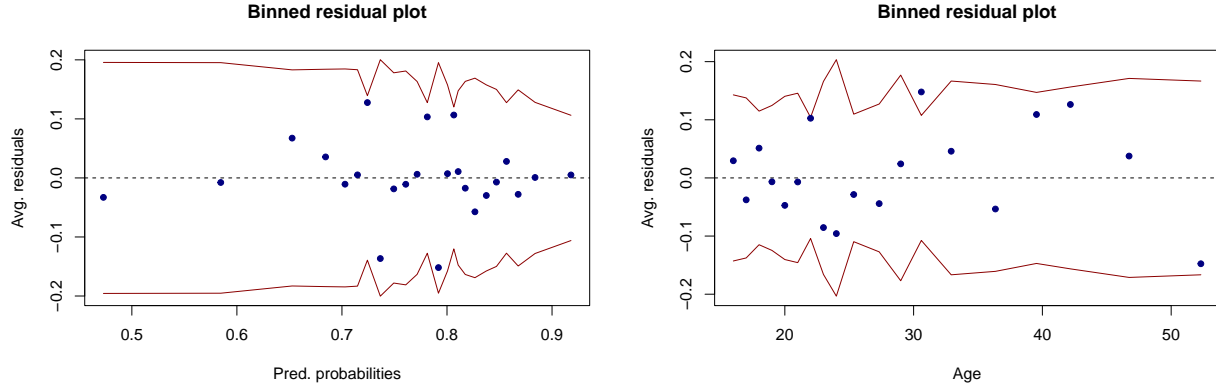 Binned residual plot
Avg. residuals
0.2
0.1
0.0
−0.1
−0.2
0.5 0.6 0.7 0.8 0.9
Pred. probabilities
Binned residual plot
Avg. residuals
0.2
0.1
0.0
−0.1
−0.2
20 30 40 50
Age